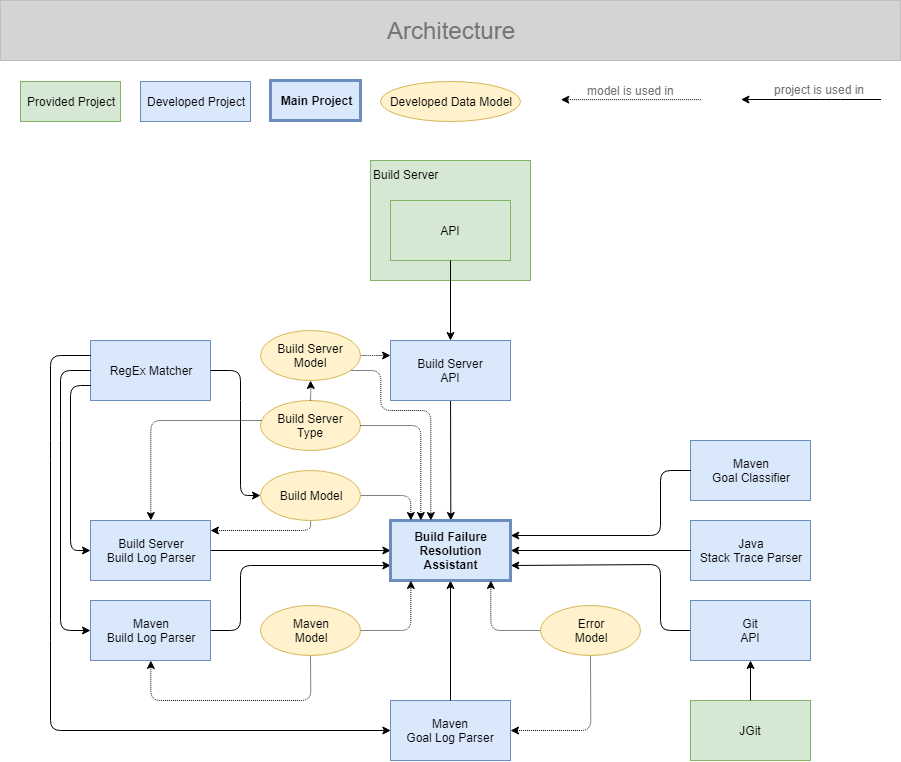 Architecture
Provided Project
Developed Project
Main Project
Developed Data Model
model is used in
project is used in
Build Server
API
Build Server
Model
Build Server
API
RegEx Matcher
Build Server
Type
Build Model
Maven
Goal Classifier
Build Server
Build Log Parser
Build Failure
Resolution
Assistant
Java
Stack Trace Parser
Maven
Build Log Parser
Maven
Model
Error
Model
Git
API
Maven
Goal Log Parser
JGit